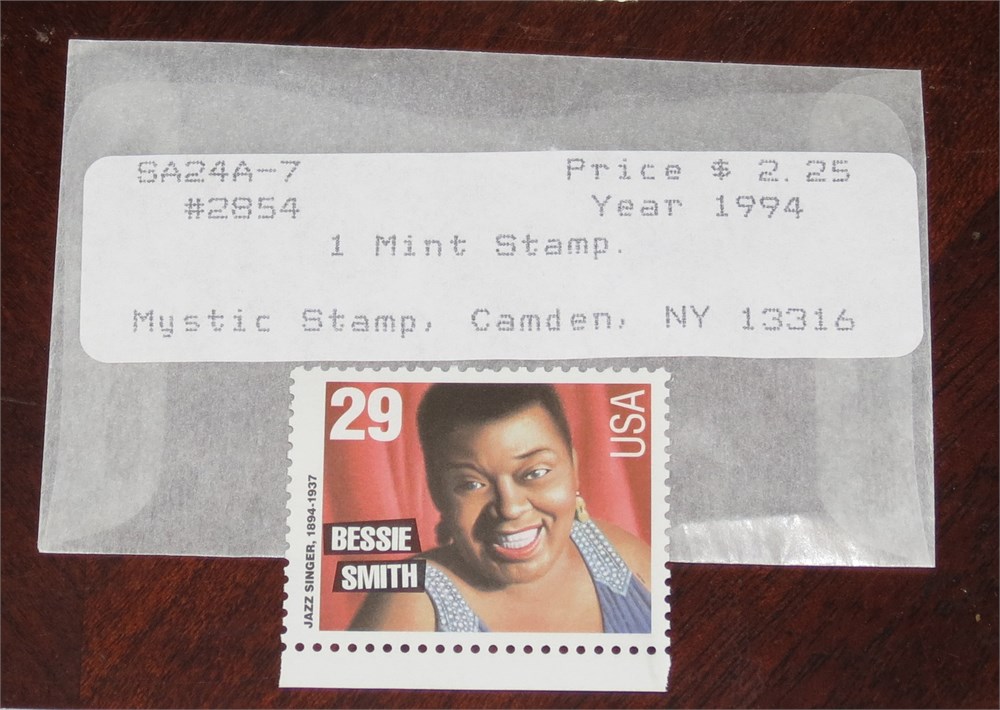 SA24A-7 Price $ 2.25
#2854 Year 1994
1 Mint Stamp.
Mystic Stamp, Camden, NY 13316
29
USA
JAZZ SINGER, 1894-1937
BESSIE
SMITH